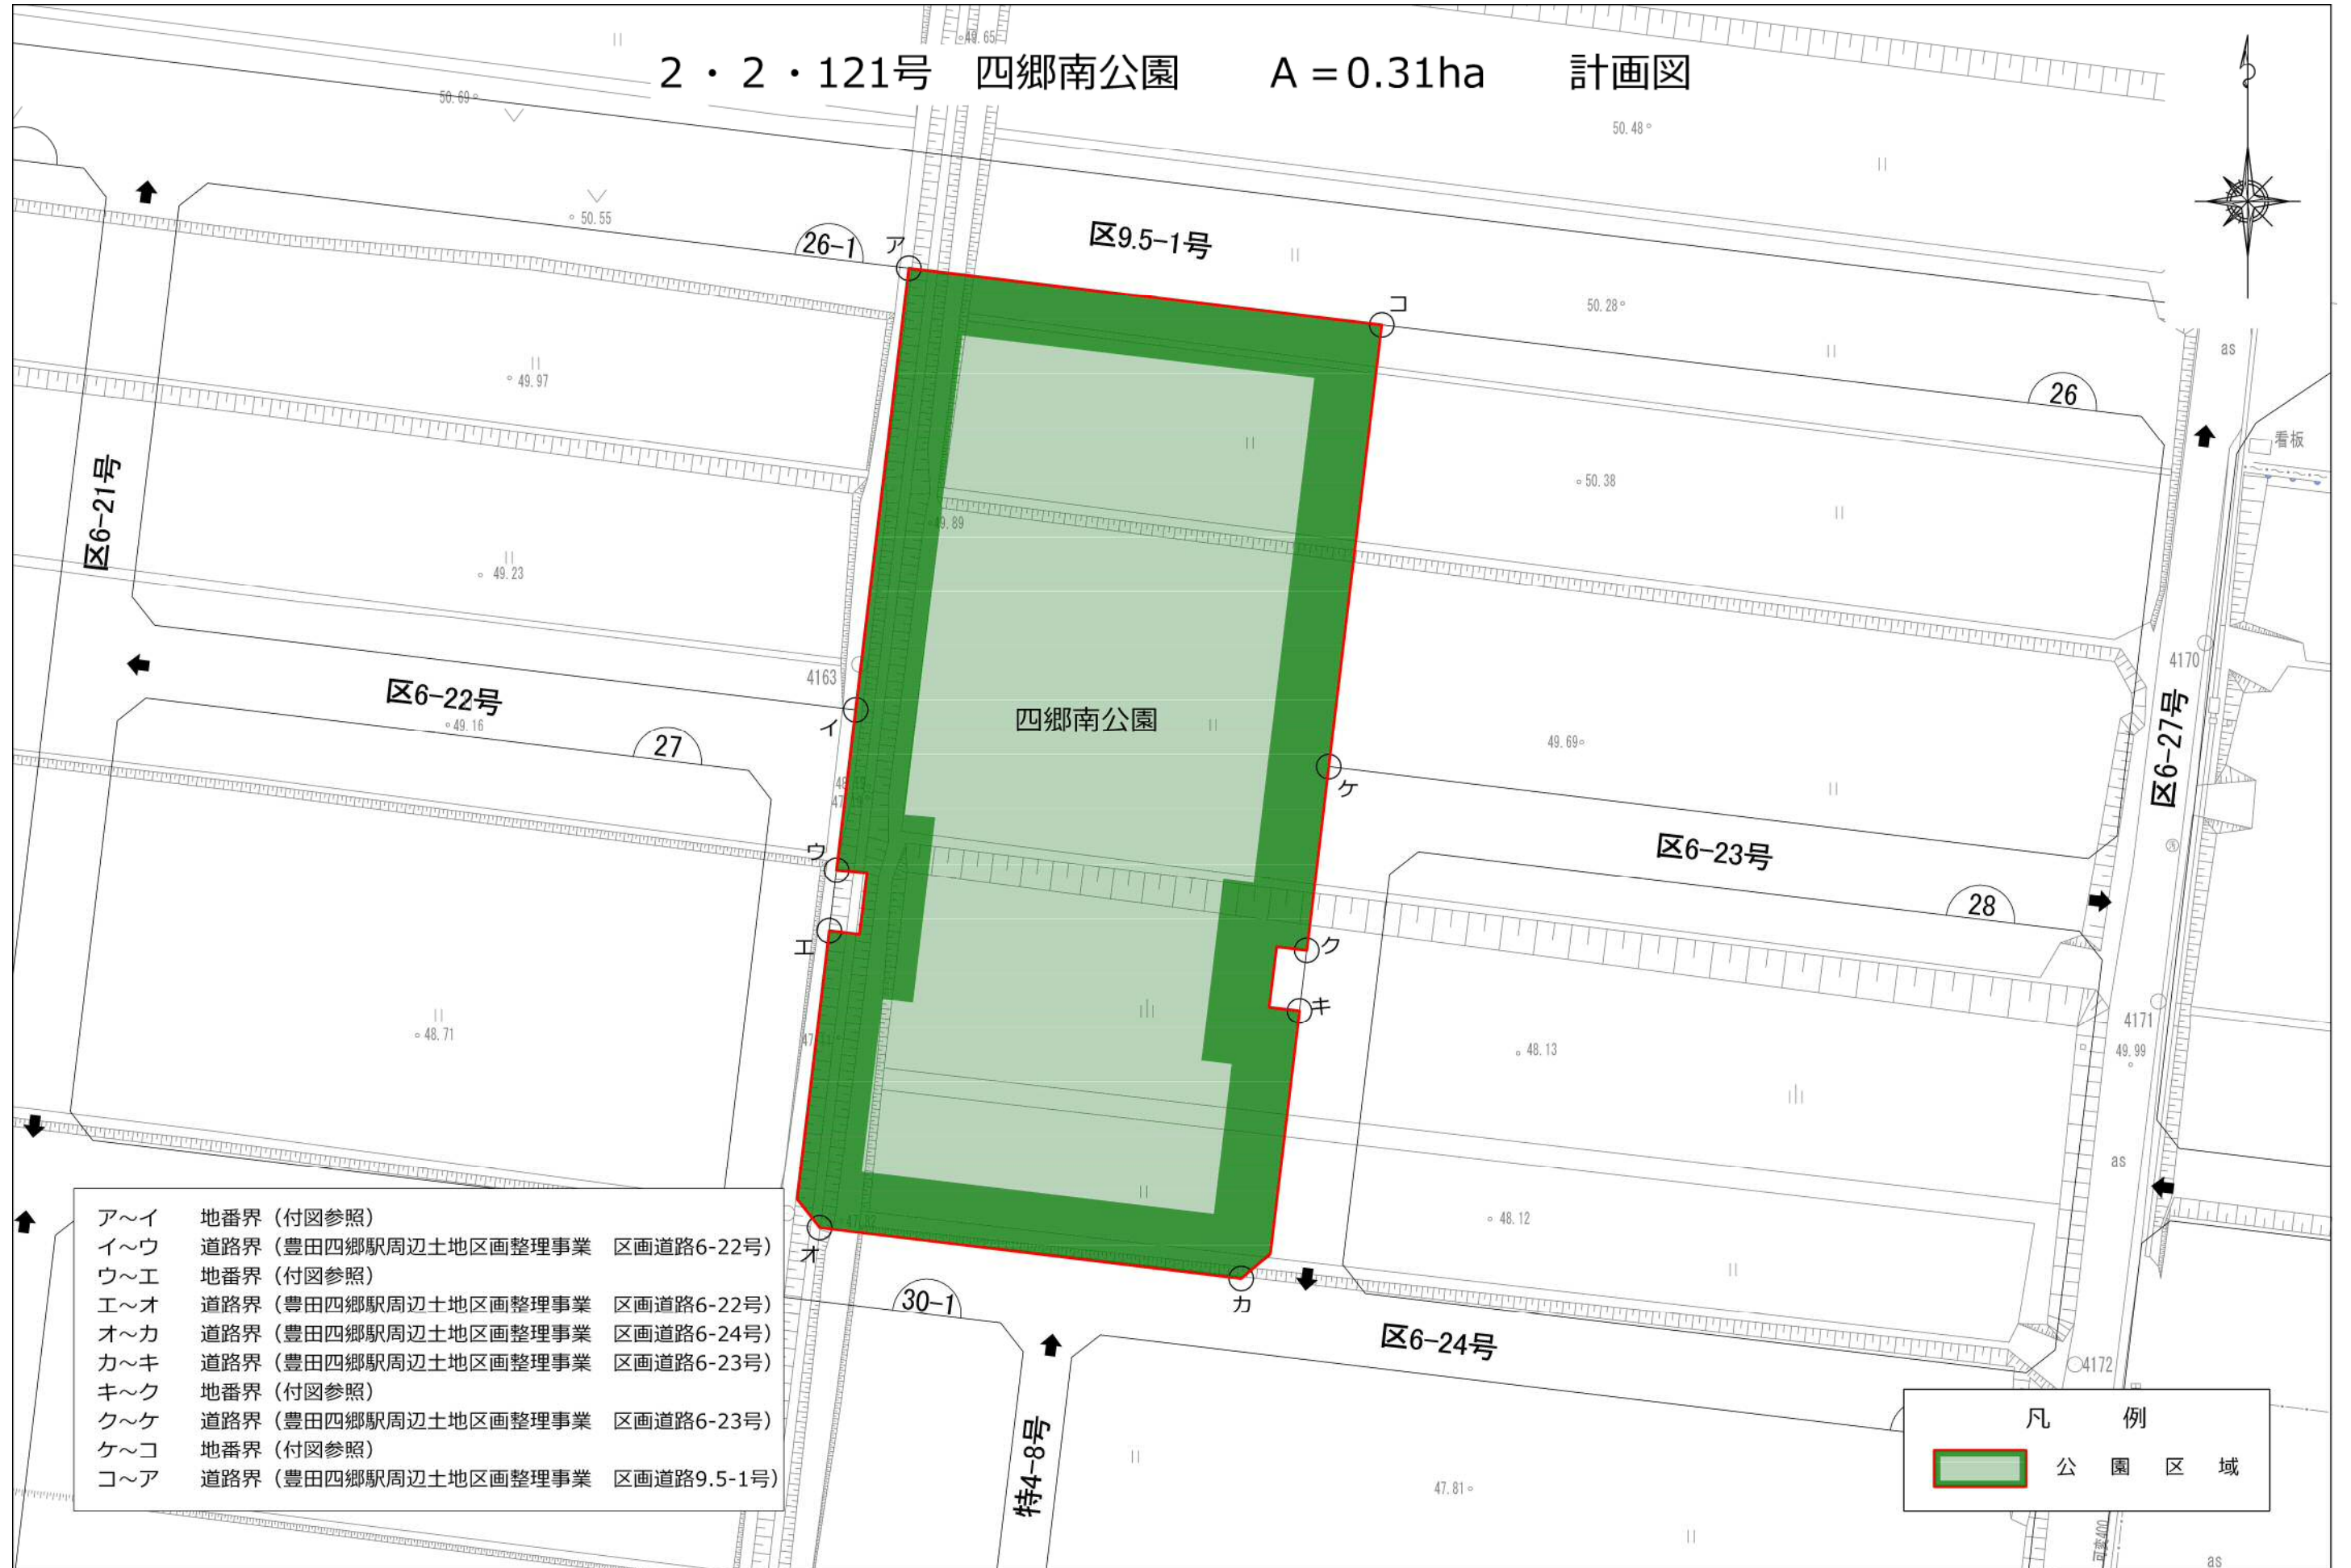 2・2・121号　四郷南公園　　A＝0.31ha　　計画図
49.65
50.69
50.48
50.55
26-1
ア
区9.5-1号
コ
50.28
as
26
看板
49.97
50.38
区6-21号
49.89
49.23
4163
4170
区6-22号
49.16
イ
四郷南公園
27
49.69
ケ
区6-27号
区6-23号
ウ
28
エ
ク
キ
48.71
48.13
4171
49.99
as
48.12
オ
30-1
カ
区6-24号
4172
特4-8号
47.81
as
ア～イ　地番界（付図参照）
イ～ウ　道路界（豊田四郷駅周辺土地区画整理事業　区画道路6-22号）
ウ～エ　地番界（付図参照）
エ～オ　道路界（豊田四郷駅周辺土地区画整理事業　区画道路6-22号）
オ～カ　道路界（豊田四郷駅周辺土地区画整理事業　区画道路6-24号）
カ～キ　道路界（豊田四郷駅周辺土地区画整理事業　区画道路6-23号）
キ～ク　地番界（付図参照）
ク～ケ　道路界（豊田四郷駅周辺土地区画整理事業　区画道路6-23号）
ケ～コ　地番界（付図参照）
コ～ア　道路界（豊田四郷駅周辺土地区画整理事業　区画道路9.5-1号）
凡　例
公　園　区　域